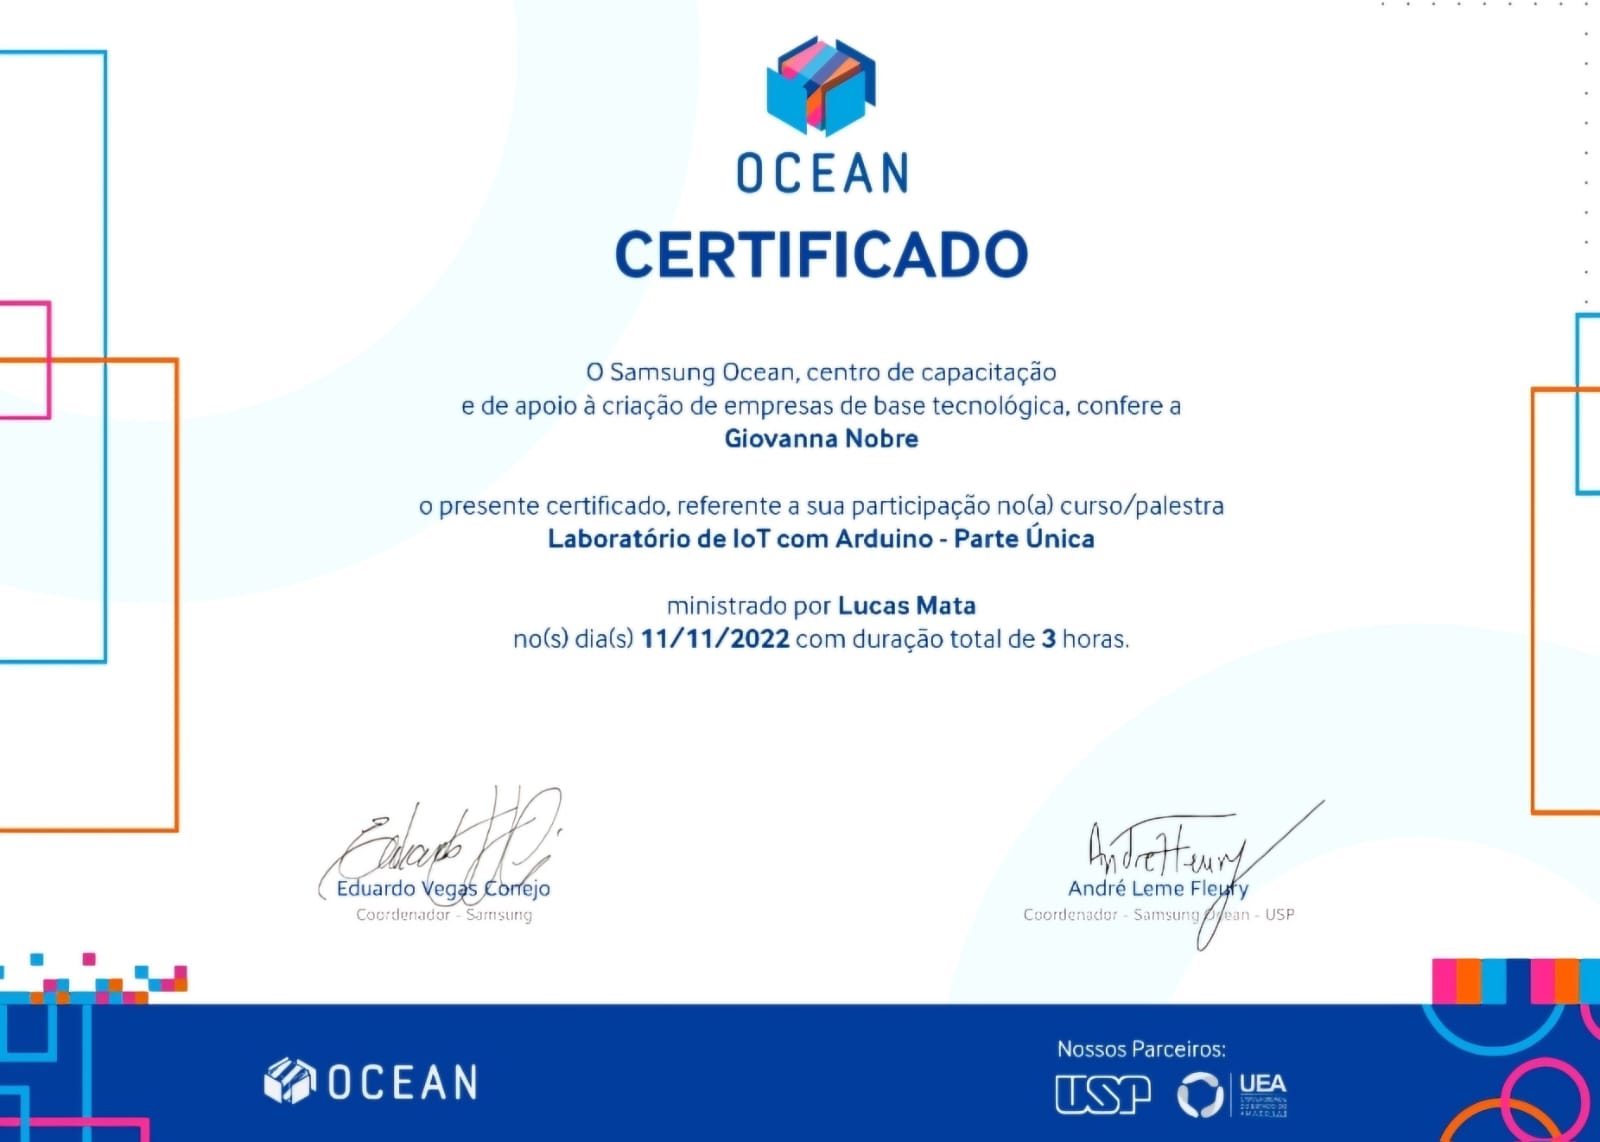 OCEAN
CERTIFICADO
O Samsung Ocean, centro de capacitação
e de apoio à criação de empresas de base tecnológica, confere a
Giovanna Nobre
o presente certificado, referente a sua participação no(a) curso/palestra
Laboratório de IoT com Arduino - Parte Única
ministrado por Lucas Mata
no(s) dia(s) 11/11/2022 com duração total de 3 horas.
Eduardo Vegas Conejo
Coordenador - Samsung
André Leme Fleury
Coordenador - Samsung Ocean - USP
OCEAN
Nossos Parceiros:
USP
UEA